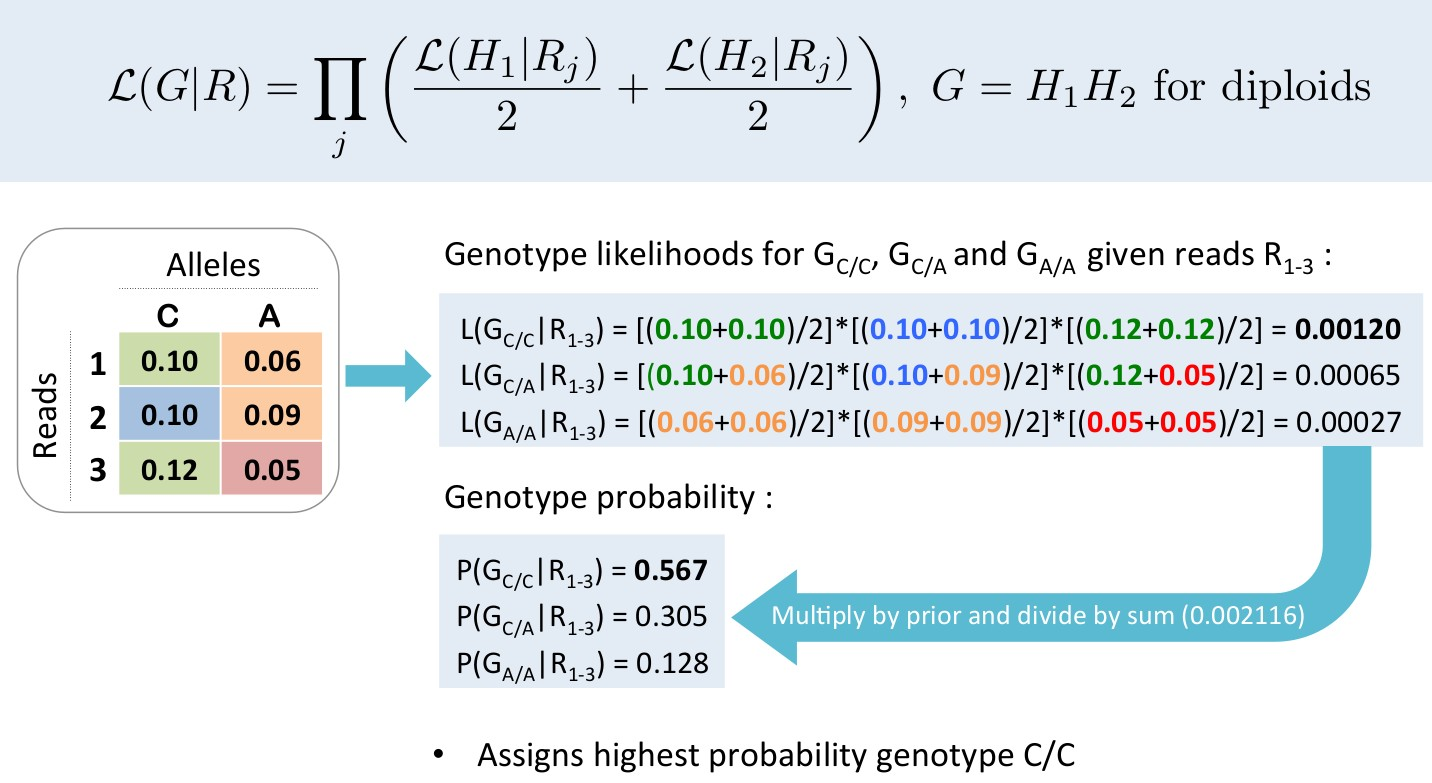 ℒ(G|R) = ∏_j ( ℒ(H₁|R_j)/2 + ℒ(H₂|R_j)/2 ) , G = H₁H₂ for diploids
Alleles
C A
Reads
1 0.10 0.06
2 0.10 0.09
3 0.12 0.05
Genotype likelihoods for G_C/C, G_C/A and G_A/A given reads R_1-3 :
L(G_C/C|R_1-3) = [(0.10+0.10)/2]*[(0.10+0.10)/2]*[(0.12+0.12)/2] = 0.00120
L(G_C/A|R_1-3) = [(0.10+0.06)/2]*[(0.10+0.09)/2]*[(0.12+0.05)/2] = 0.00065
L(G_A/A|R_1-3) = [(0.06+0.06)/2]*[(0.09+0.09)/2]*[(0.05+0.05)/2] = 0.00027
Genotype probability :
P(G_C/C|R_1-3) = 0.567
P(G_C/A|R_1-3) = 0.305
P(G_A/A|R_1-3) = 0.128
Multiply by prior and divide by sum (0.002116)
• Assigns highest probability genotype C/C